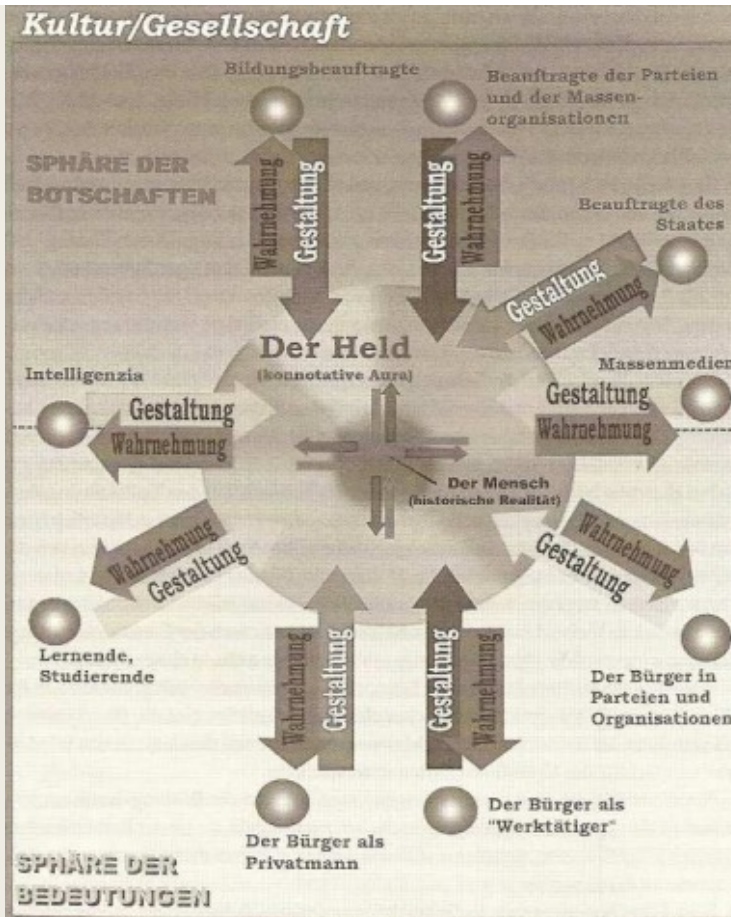 Kultur/Gesellschaft
Bildungsbeauftragte
Beauftragte der Parteien
und der Massen-
organisationen
SPHÄRE DER
BOTSCHAFTEN
Wahrnehmung
Gestaltung
Gestaltung
Wahrnehmung
Beauftragte des
Staates
Gestaltung
Wahrnehmung
Der Held
(konnotative Aura)
Intelligenzia
Massenmedien
Gestaltung
Wahrnehmung
Gestaltung
Wahrnehmung
Der Mensch
(historische Realität)
Wahrnehmung
Gestaltung
Wahrnehmung
Gestaltung
Lernende,
Studierende
Wahrnehmung
Gestaltung
Gestaltung
Wahrnehmung
Der Bürger in
Parteien und
Organisationen
Der Bürger als
Privatmann
Der Bürger als
"Werktätiger"
SPHÄRE DER
BEDEUTUNGEN